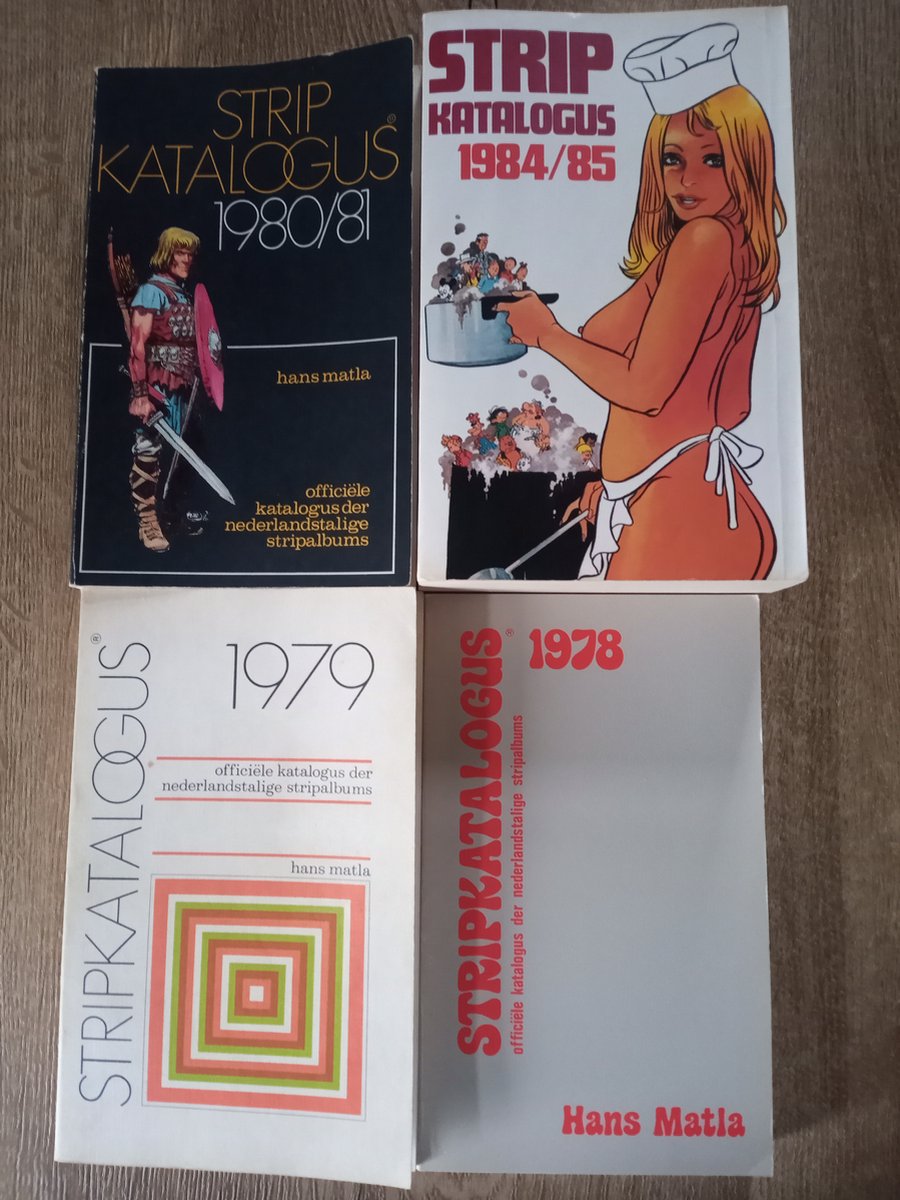 STRIP
KATALOGUS®
1980/81
hans matla
officiële
katalogus der
nederlandstalige
stripalbums
STRIP
KATALOGUS
1984/85
STRIPKATALOGUS®
1979
officiële katalogus der
nederlandstalige stripalbums
hans matla
STRIPKATALOGUS®
officiële katalogus der nederlandstalige stripalbums
1978
Hans Matla